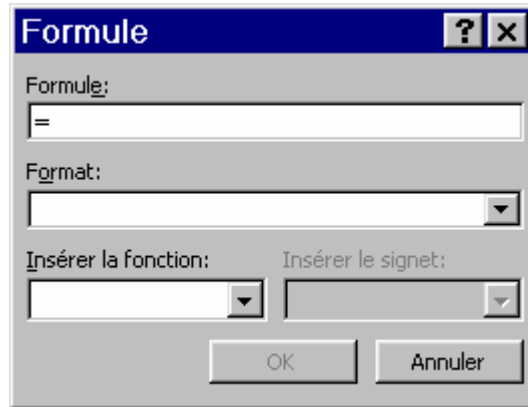 Formule
Formule:
=
Format:
Insérer la fonction: Insérer le signet:
OK Annuler